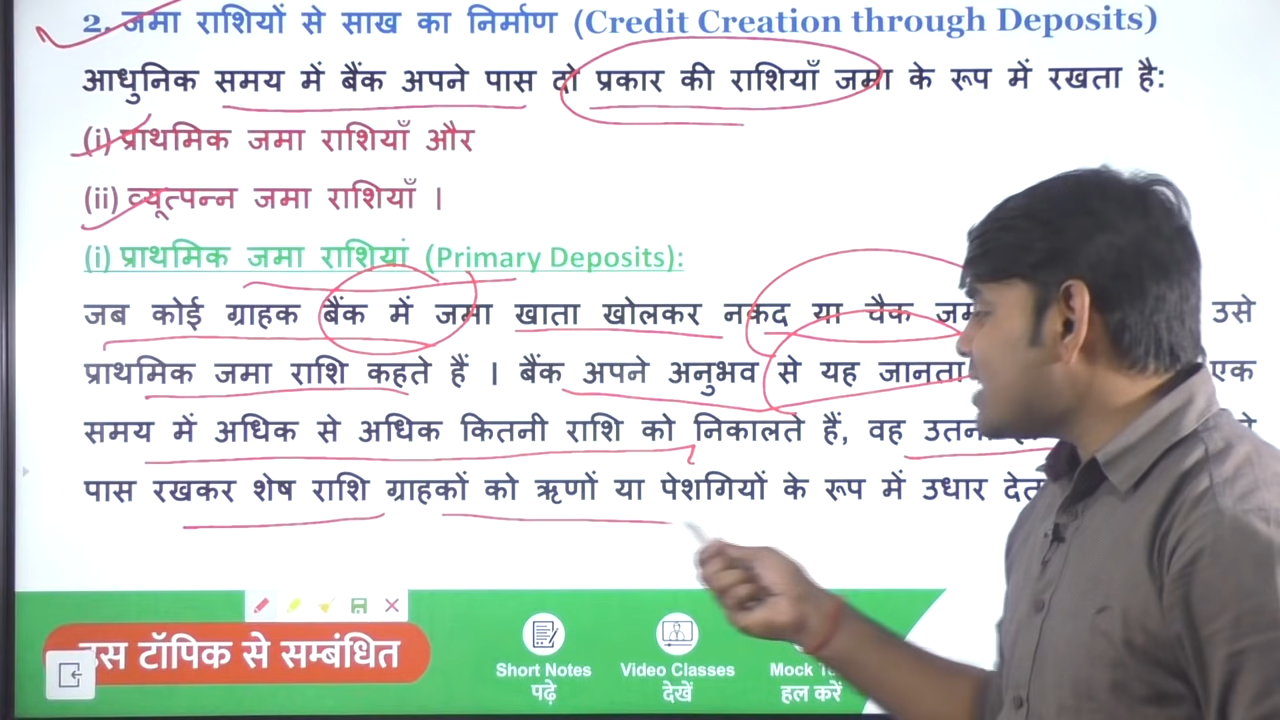 2. जमा राशियों से साख का निर्माण (Credit Creation through Deposits)
आधुनिक समय में बैंक अपने पास दो प्रकार की राशियाँ जमा के रूप में रखता है:
(i) प्राथमिक जमा राशियाँ और
(ii) व्यूत्पन्न जमा राशियाँ ।
(i) प्राथमिक जमा राशियां (Primary Deposits):
जब कोई ग्राहक बैंक में जमा खाता खोलकर नकद या चैक उसे
प्राथमिक जमा राशि कहते हैं । बैंक अपने अनुभव से यह जानता एक
समय में अधिक से अधिक कितनी राशि को निकालते हैं, वह
पास रखकर शेष राशि ग्राहकों को ऋणों या पेशगियों के रूप में उधार
टॉपिक से सम्बंधित
Short Notes
पढ़े
Video Classes
देखें
Mock
हल करें